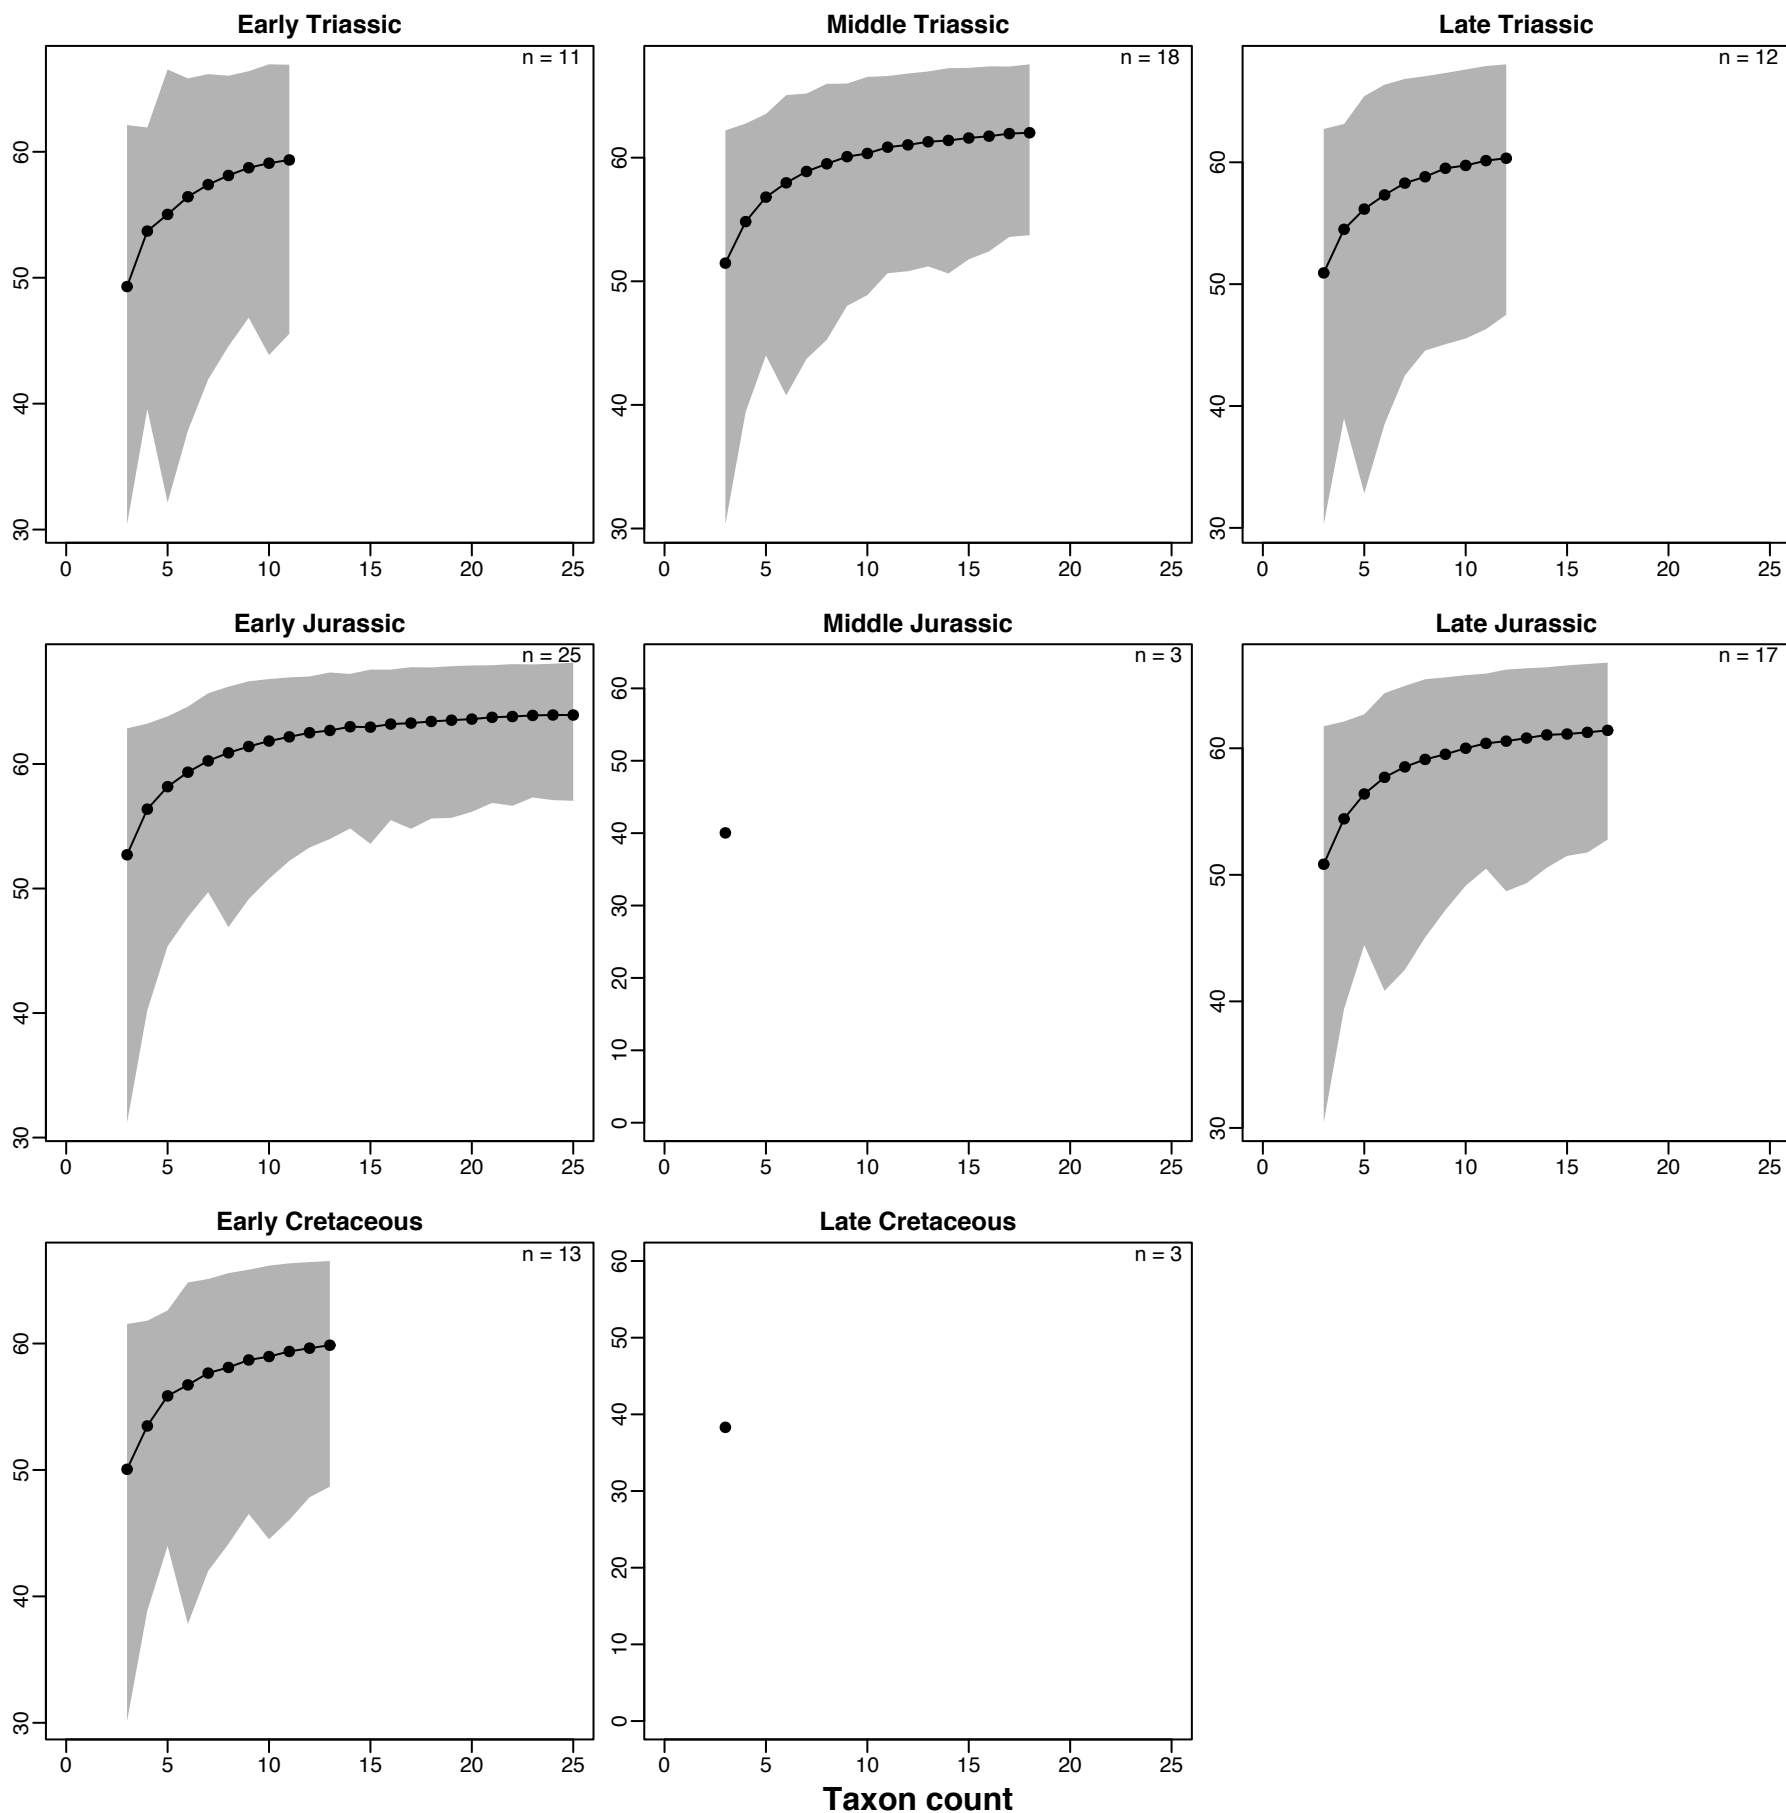 Early Triassic
n = 11
30 40 50 60
0 5 10 15 20 25
Middle Triassic
n = 18
30 40 50 60
0 5 10 15 20 25
Late Triassic
n = 12
30 40 50 60
0 5 10 15 20 25
Early Jurassic
n = 25
30 40 50 60
0 5 10 15 20 25
Middle Jurassic
n = 3
0 10 20 30 40 50 60
0 5 10 15 20 25
Late Jurassic
n = 17
30 40 50 60
0 5 10 15 20 25
Early Cretaceous
n = 13
30 40 50 60
0 5 10 15 20 25
Late Cretaceous
n = 3
0 10 20 30 40 50 60
0 5 10 15 20 25
Taxon count